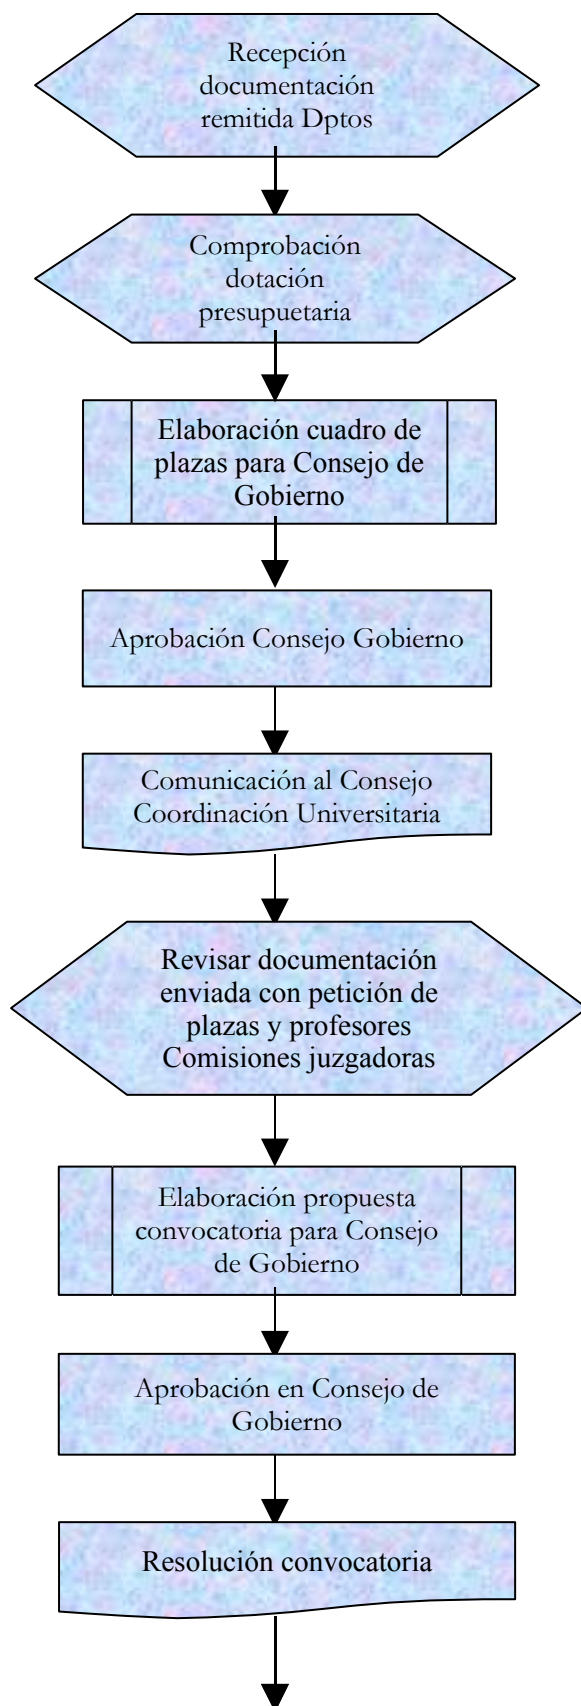 Recepción
documentación
remitida Dptos
Comprobación
dotación
presupuetaria
Elaboración cuadro de
plazas para Consejo de
Gobierno
Aprobación Consejo Gobierno
Comunicación al Consejo
Coordinación Universitaria
Revisar documentación
enviada con petición de
plazas y profesores
Comisiones juzgadoras
Elaboración propuesta
convocatoria para Consejo
de Gobierno
Aprobación en Consejo de
Gobierno
Resolución convocatoria